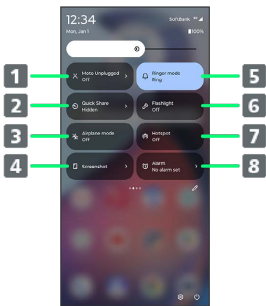 12:34
SoftBank 4G
Mon, Jan 1
100%
1
Moto Unplugged
Off
5
Ringer mode
Ring
2
Quick Share
Hidden
6
Flashlight
Off
3
Airplane mode
Off
7
Hotspot
Off
4
Screenshot
8
Alarm
No alarm set